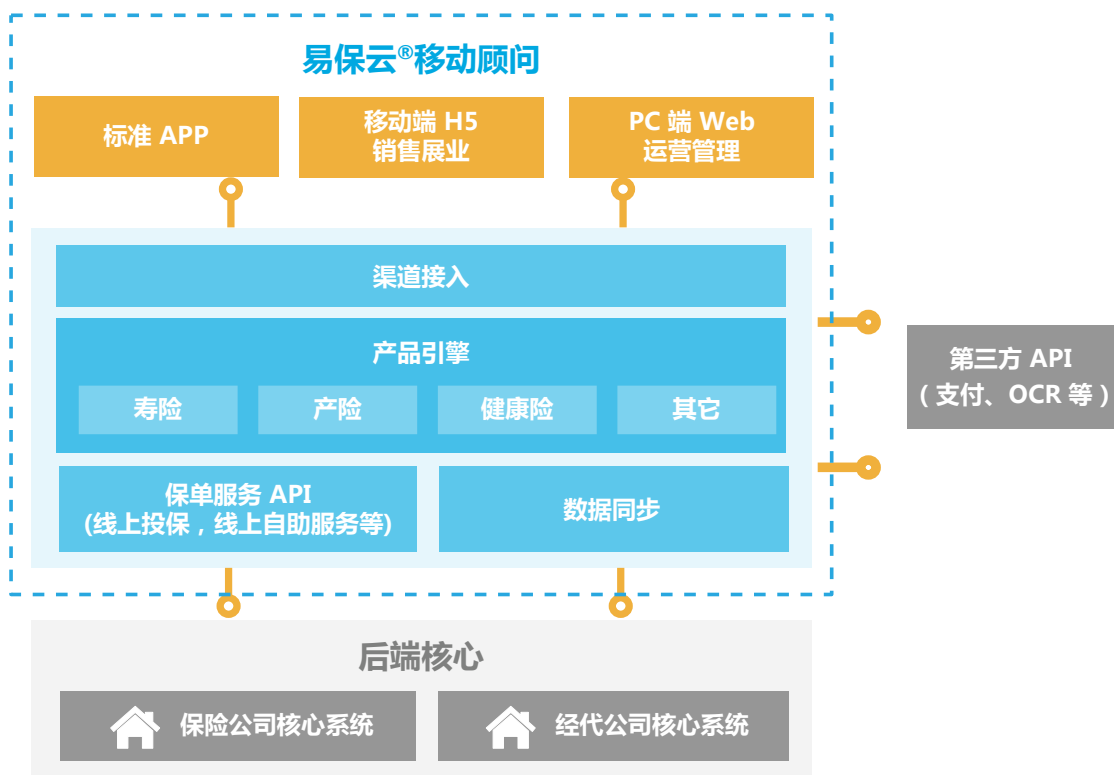 易保云®移动顾问
标准 APP
移动端 H5
销售展业
PC 端 Web
运营管理
渠道接入
产品引擎
寿险
产险
健康险
其它
保单服务 API
(线上投保，线上自助服务等)
数据同步
第三方 API
（支付、OCR 等）
后端核心
保险公司核心系统
经代公司核心系统